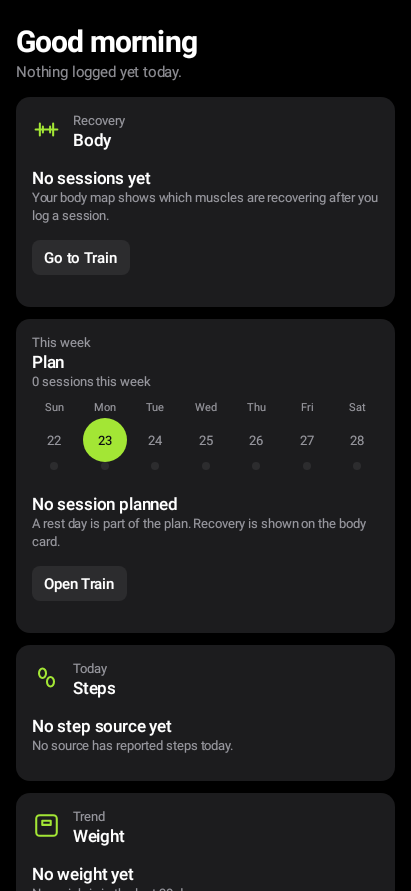 Good morning
Nothing logged yet today.
Recovery
Body
No sessions yet
Your body map shows which muscles are recovering after you
log a session.
Go to Train
This week
Plan
0 sessions this week
Sun Mon Tue Wed Thu Fri Sat
22 23 24 25 26 27 28
No session planned
A rest day is part of the plan. Recovery is shown on the body
card.
Open Train
Today
Steps
No step source yet
No source has reported steps today.
Trend
Weight
No weight yet